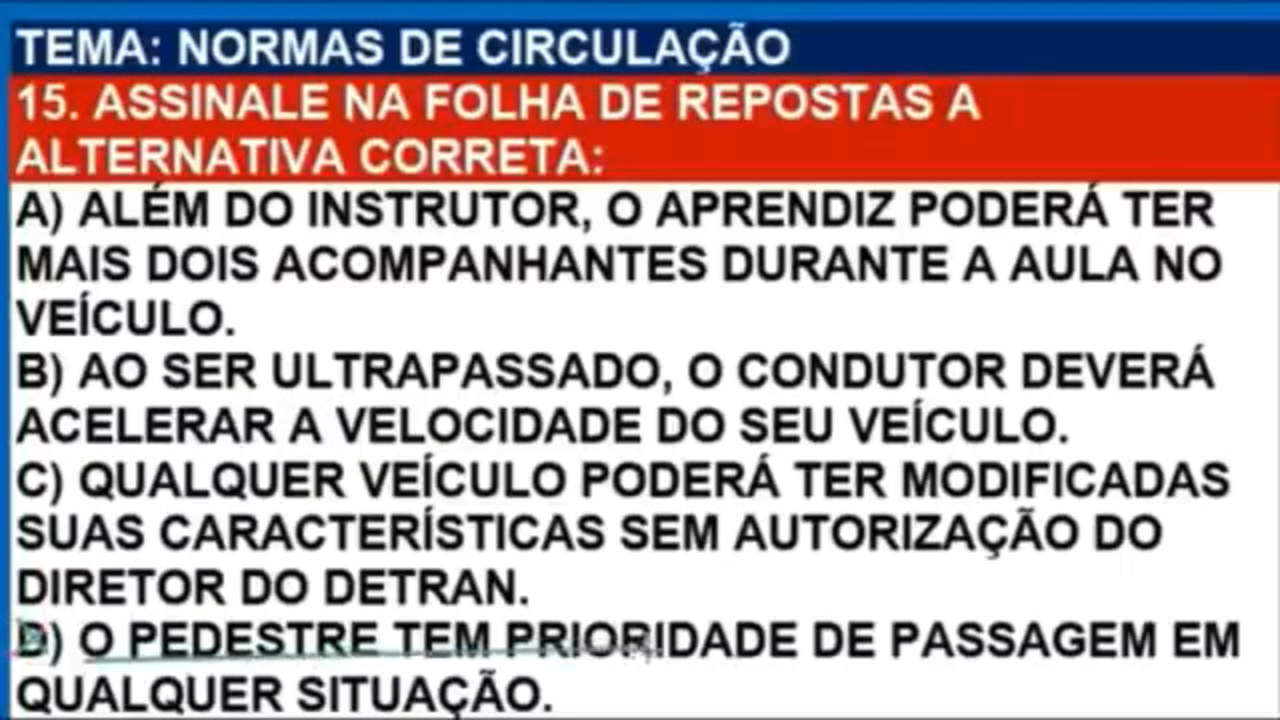 TEMA: NORMAS DE CIRCULAÇÃO
15. ASSINALE NA FOLHA DE REPOSTAS A
ALTERNATIVA CORRETA:
A) ALÉM DO INSTRUTOR, O APRENDIZ PODERÁ TER
MAIS DOIS ACOMPANHANTES DURANTE A AULA NO
VEÍCULO.
B) AO SER ULTRAPASSADO, O CONDUTOR DEVERÁ
ACELERAR A VELOCIDADE DO SEU VEÍCULO.
C) QUALQUER VEÍCULO PODERÁ TER MODIFICADAS
SUAS CARACTERÍSTICAS SEM AUTORIZAÇÃO DO
DIRETOR DO DETRAN.
D) O PEDESTRE TEM PRIORIDADE DE PASSAGEM EM
QUALQUER SITUAÇÃO.